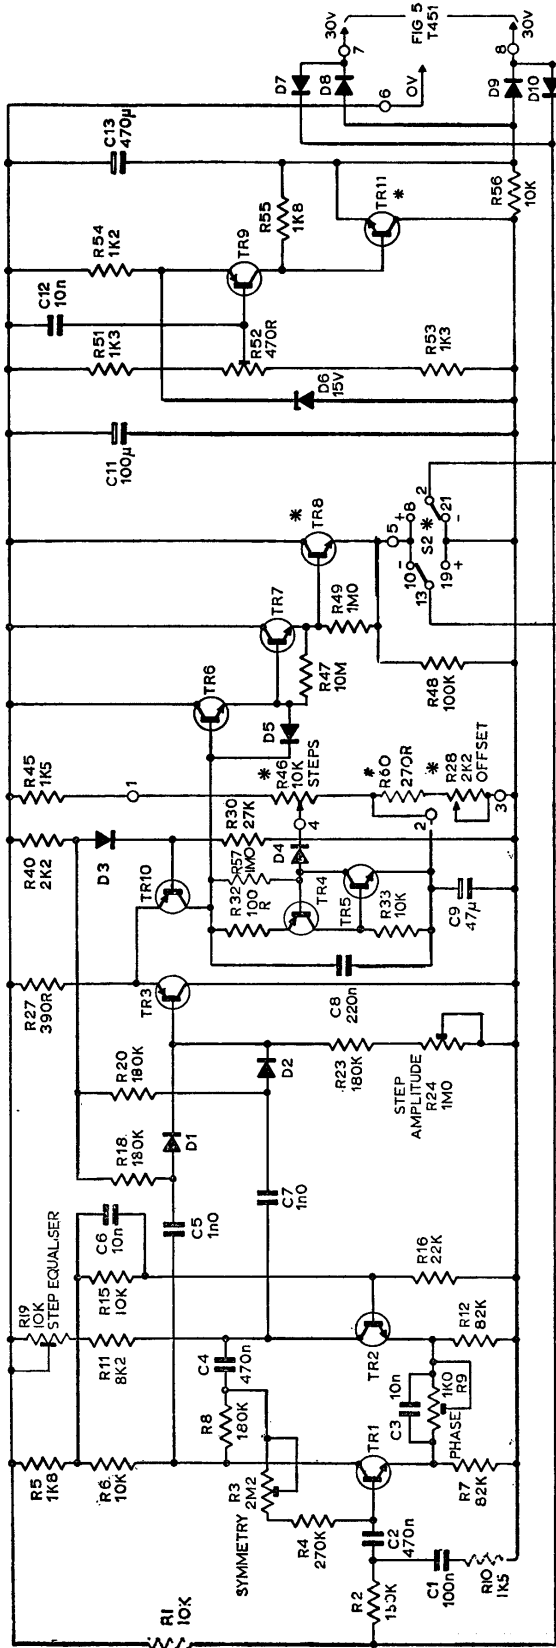 R1
10K
R5
1K8
R6
10K
R19
10K
STEP EQUALISER
R11
8K2
R15
10K
C6
10n
R18
180K
R20
180K
R27
390R
R40
2K2
R45
1K5
C11
100µ
R51
1K3
C12
10n
R54
1K2
C13
470µ
C5
1n0
D1
TR3
TR10
D3
1
TR6
TR7
TR8
*
D6
15V
R52
470R
TR9
R55
1K8
TR11
*
D7
D8
30V
7
6
0V
FIG 5
T451
R8
180K
C4
470n
SYMMETRY
R3
2M2
R4
270K
C7
1n0
D2
R32
100
R
R57
1M0
R30
27K
D4
4
*
R46
10K
STEPS
D5
R47
10M
R49
1M0
R2
C2
470n
TR1
C3
10n
PHASE
1K0
R9
TR2
C8
220n
TR4
TR5
R33
10K
*
R60
270R
2
*
R28
2K2
OFFSET
3
R48
100K
5
10
-
+
8
2
13
S2
*
19
+
-
21
R53
1K3
R56
10K
D9
D10
8
30V
C1
100n
R10
1K5
R7
82K
R12
82K
R16
22K
R23
180K
STEP
AMPLITUDE
R24
1M0
C9
47µ